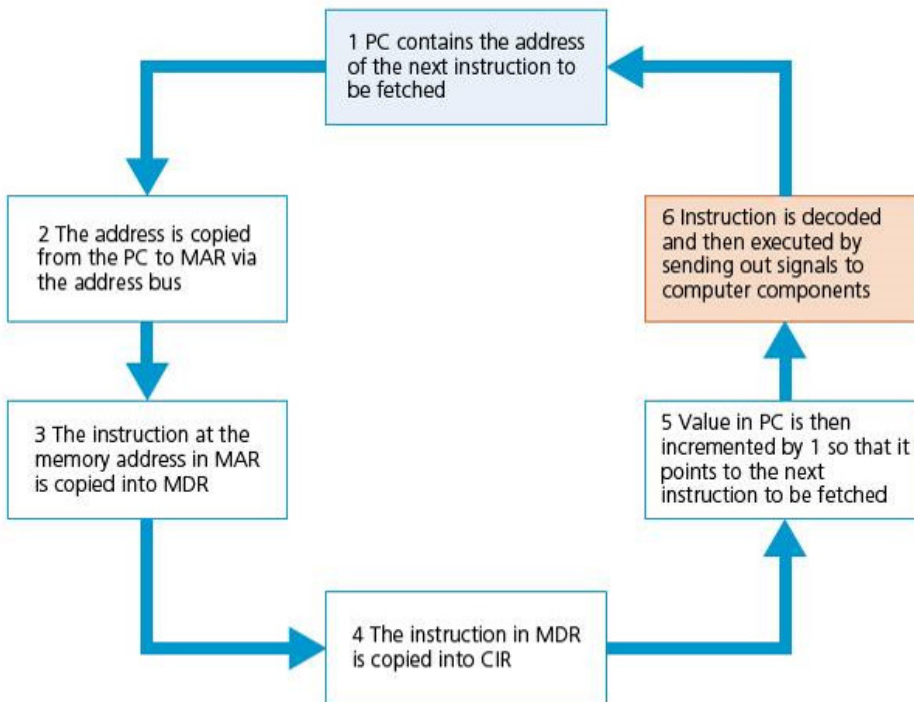 1 PC contains the address
of the next instruction to
be fetched
2 The address is copied
from the PC to MAR via
the address bus
3 The instruction at the
memory address in MAR
is copied into MDR
4 The instruction in MDR
is copied into CIR
5 Value in PC is then
incremented by 1 so that it
points to the next
instruction to be fetched
6 Instruction is decoded
and then executed by
sending out signals to
computer components